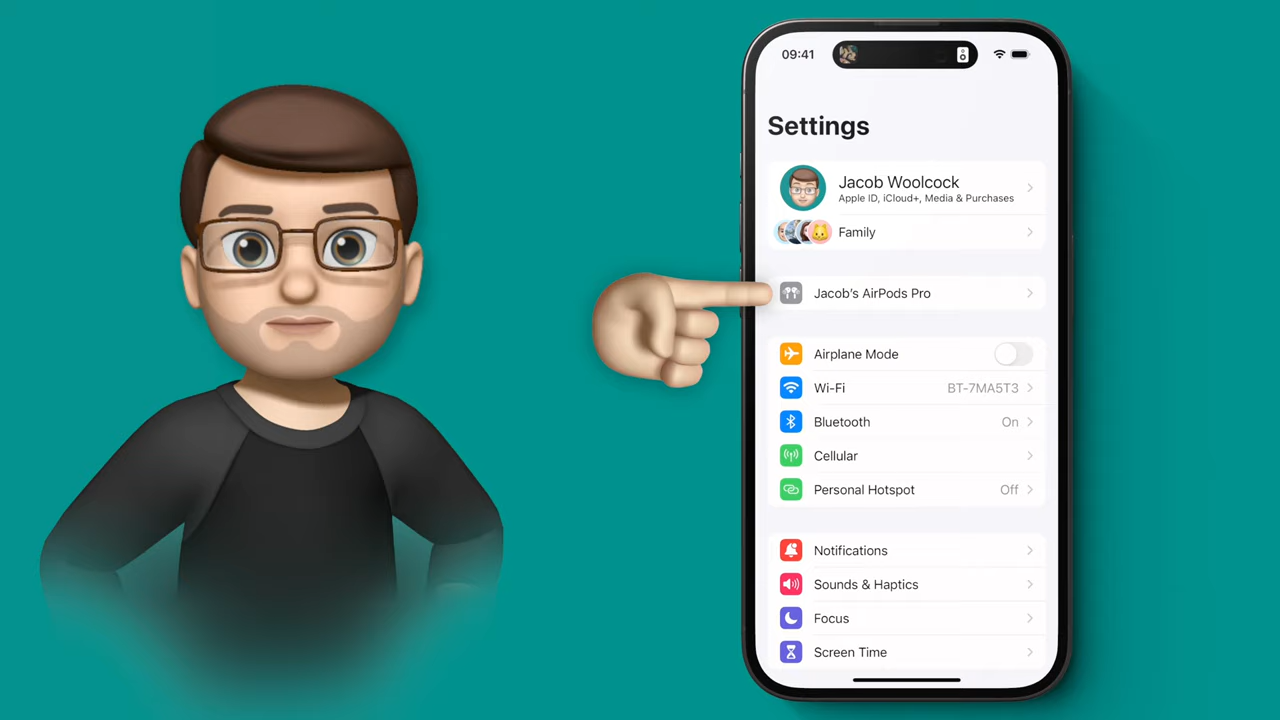 09:41
Settings
Jacob Woolcock
Apple ID, iCloud+, Media & Purchases
Family
Jacob’s AirPods Pro
Airplane Mode
Wi-Fi BT-7MA5T3
Bluetooth On
Cellular
Personal Hotspot Off
Notifications
Sounds & Haptics
Focus
Screen Time